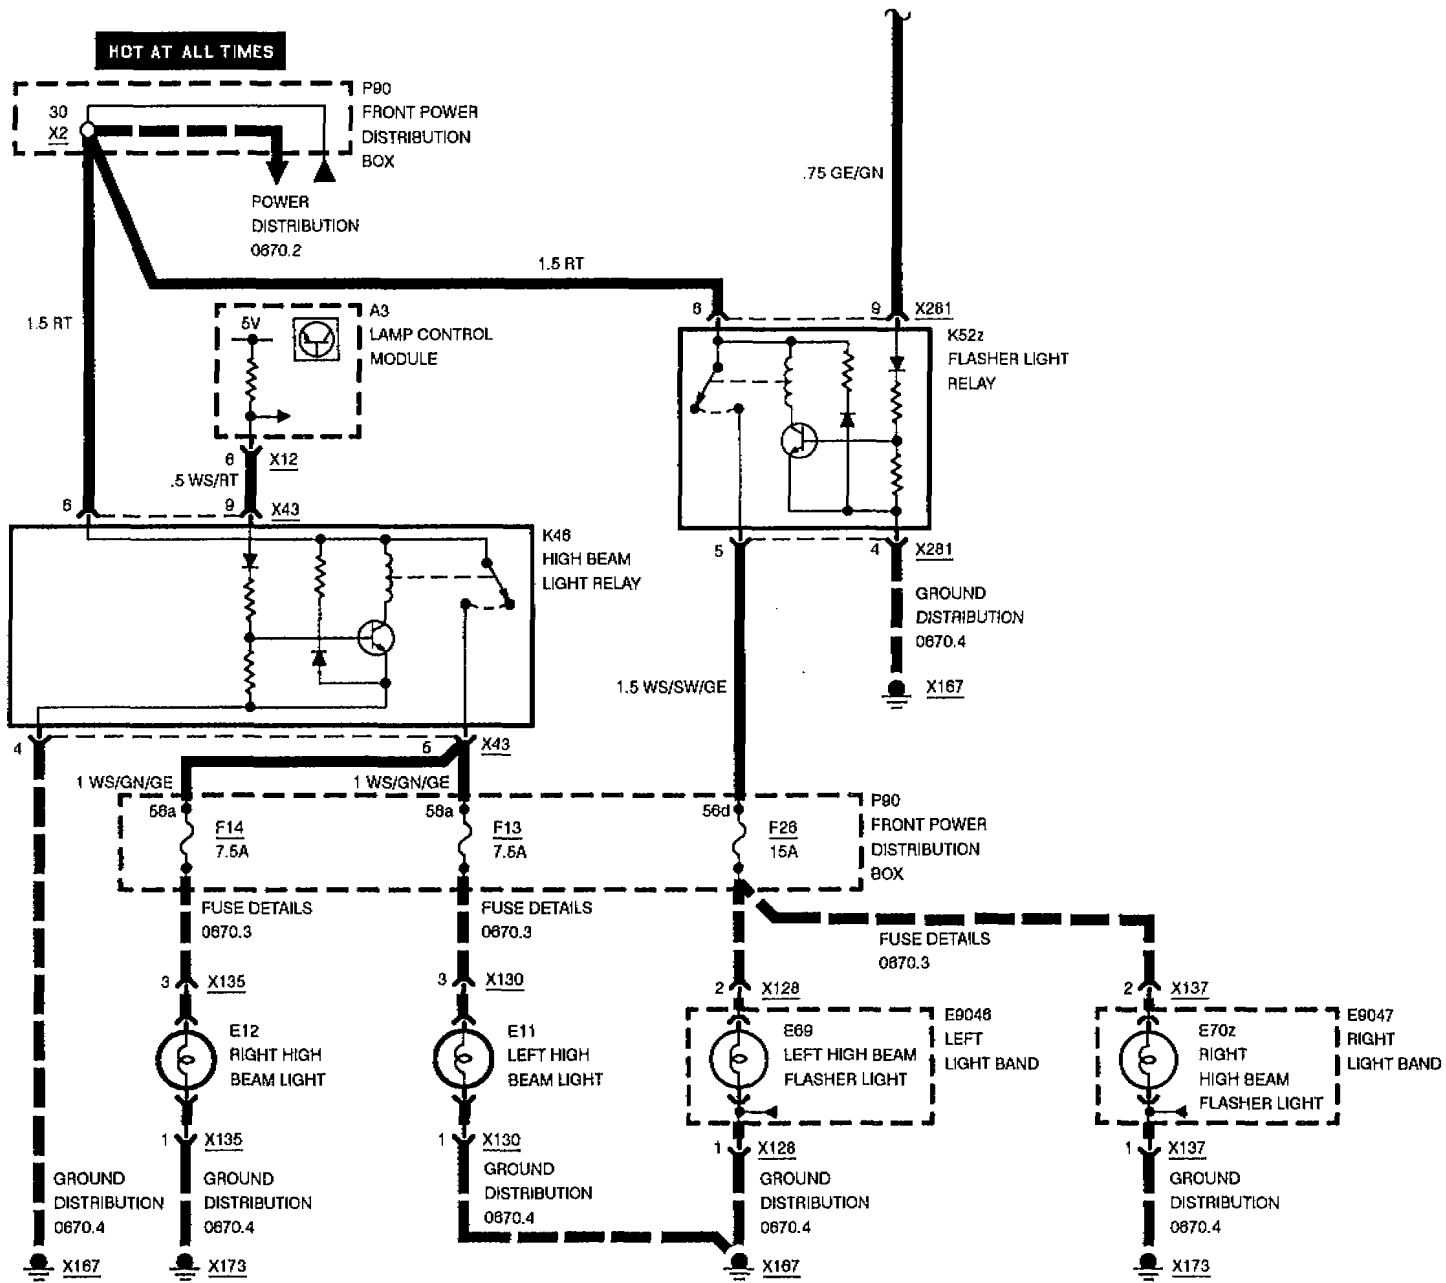 HOT AT ALL TIMES
P90
FRONT POWER
DISTRIBUTION
BOX
30
X2
POWER
DISTRIBUTION
0670.2
.75 GE/GN
1.5 RT
1.5 RT
5V
A3
LAMP CONTROL
MODULE
6
9
X281
K52z
FLASHER LIGHT
RELAY
6
X12
.5 WS/RT
6
9
X43
K46
HIGH BEAM
LIGHT RELAY
5
4
X281
GROUND
DISTRIBUTION
0670.4
X167
1.5 WS/SW/GE
4
5
X43
1 WS/GN/GE
1 WS/GN/GE
56a
F14
7.5A
56a
F13
7.5A
56d
F26
15A
P90
FRONT POWER
DISTRIBUTION
BOX
FUSE DETAILS
0670.3
FUSE DETAILS
0670.3
FUSE DETAILS
0670.3
3
X135
3
X130
2
X128
2
X137
E12
RIGHT HIGH
BEAM LIGHT
E11
LEFT HIGH
BEAM LIGHT
E69
LEFT HIGH BEAM
FLASHER LIGHT
E9046
LEFT
LIGHT BAND
E70z
RIGHT
HIGH BEAM
FLASHER LIGHT
E9047
RIGHT
LIGHT BAND
1
X135
1
X130
1
X128
1
X137
GROUND
DISTRIBUTION
0670.4
GROUND
DISTRIBUTION
0670.4
GROUND
DISTRIBUTION
0670.4
GROUND
DISTRIBUTION
0670.4
GROUND
DISTRIBUTION
0670.4
X167
X173
X167
X173